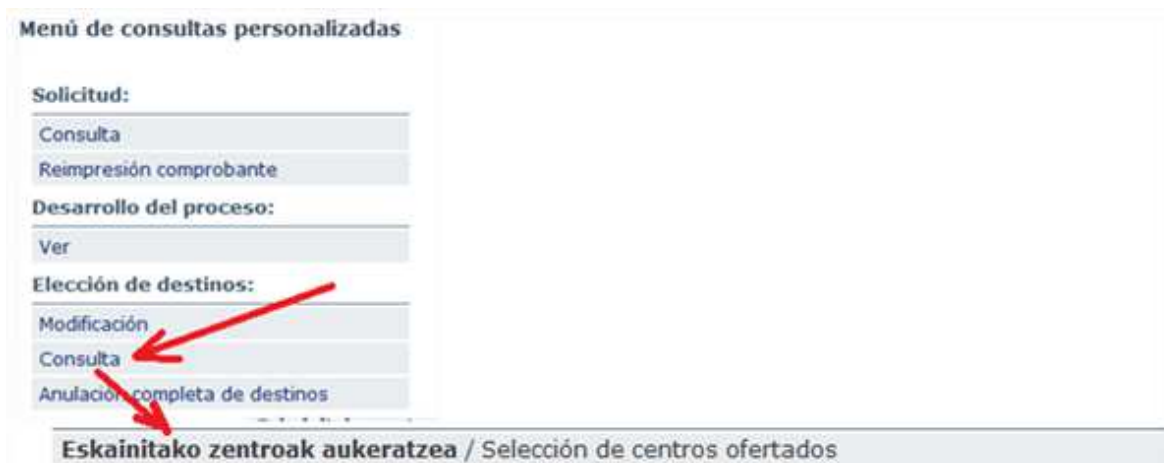 Menú de consultas personalizadas
Solicitud:
Consulta
Reimpresión comprobante
Desarrollo del proceso:
Ver
Elección de destinos:
Modificación
Consulta
Anulación completa de destinos
Eskainitako zentroak aukeratzea / Selección de centros ofertados